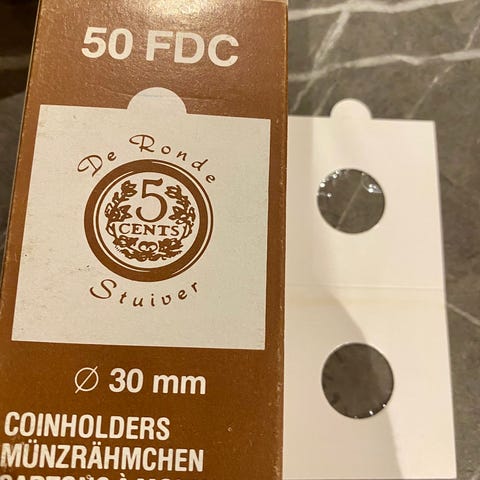 50 FDC
De Ronde
5
CENTS
Stuiver
Ø 30 mm
COINHOLDERS
MÜNZRÄHMCHEN